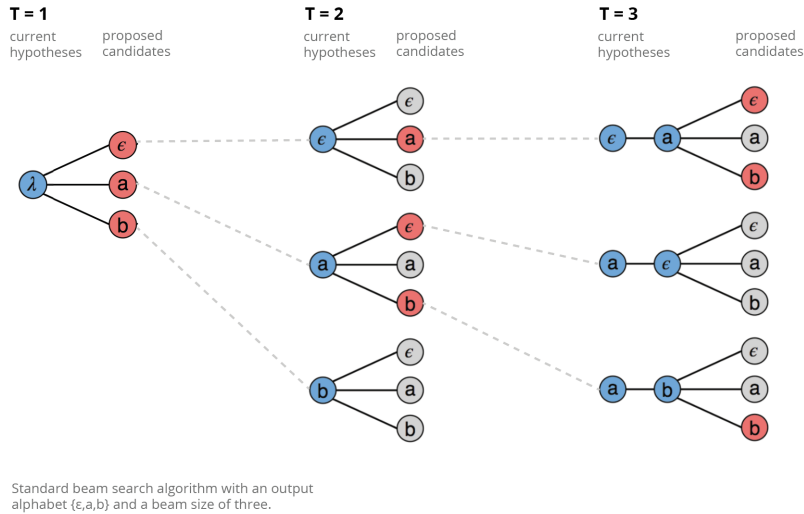 T = 1
T = 2
T = 3
current hypotheses
proposed candidates
current hypotheses
proposed candidates
current hypotheses
proposed candidates
λ
ϵ
a
b
ϵ
ϵ
a
b
a
ϵ
a
b
b
ϵ
a
b
ϵ a
ϵ
a
b
a ϵ
ϵ
a
b
a b
ϵ
a
b
Standard beam search algorithm with an output
alphabet {ε,a,b} and a beam size of three.